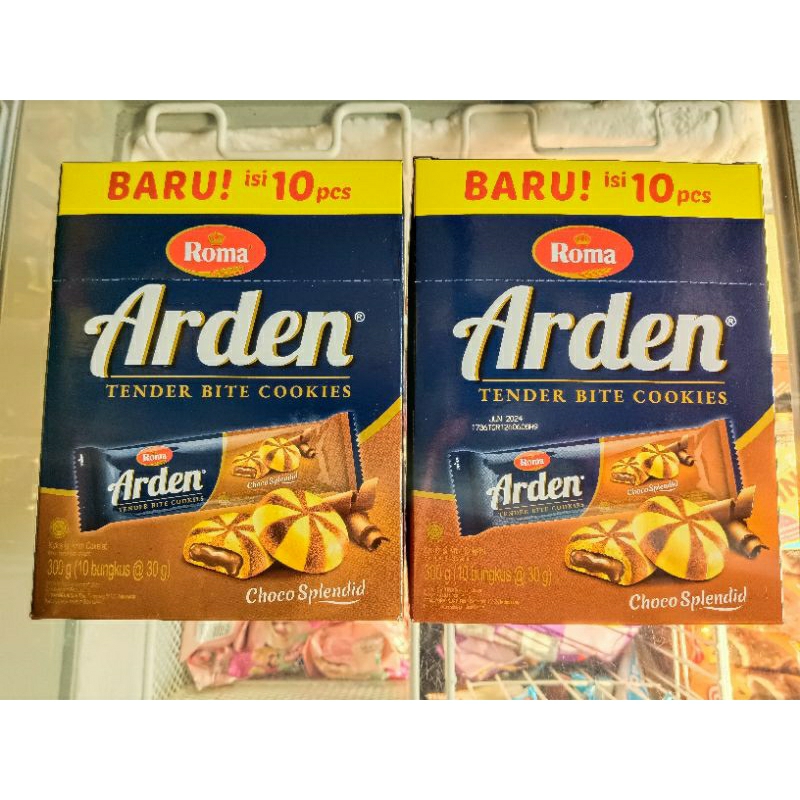 BARU! isi 10 pcs
Roma
Arden®
TENDER BITE COOKIES
Roma
Arden
TENDER BITE COOKIES
Choco Splendid
300 g (10 bungkus @ 30 g)
Choco Splendid
BARU! isi 10 pcs
Roma
Arden®
TENDER BITE COOKIES
JUN 2024
Roma
Arden
TENDER BITE COOKIES
Choco Splendid
300 g (10 bungkus @ 30 g)
Choco Splendid